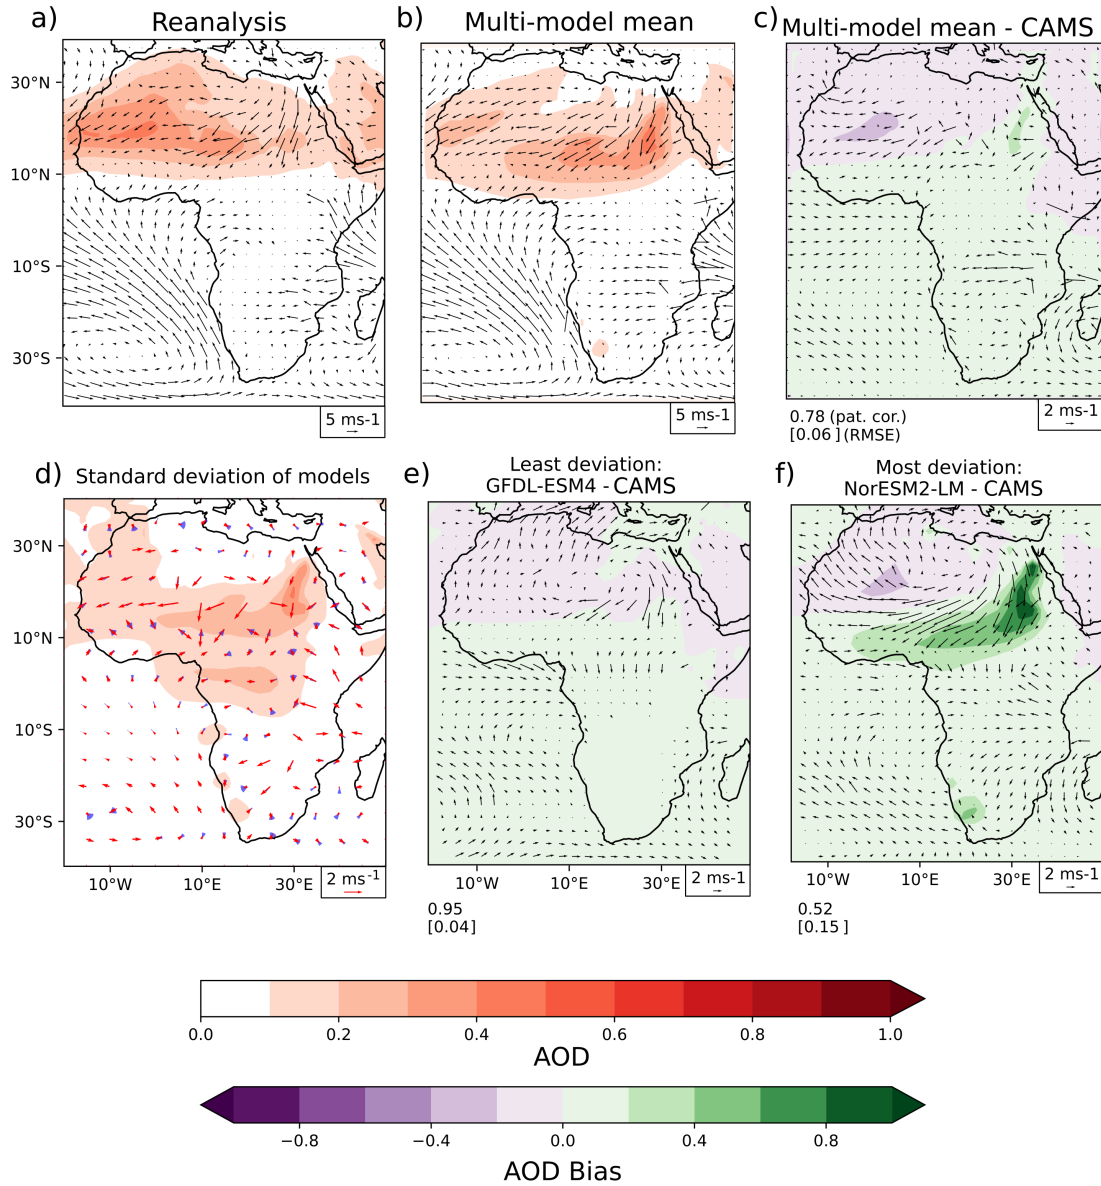 a) Reanalysis
b) Multi-model mean
c) Multi-model mean - CAMS
30°N
10°N
10°S
30°S
5 ms-1
5 ms-1
2 ms-1
0.78 (pat. cor.)
[0.06 ] (RMSE)
d) Standard deviation of models
e) Least deviation:
GFDL-ESM4 - CAMS
f) Most deviation:
NorESM2-LM - CAMS
30°N
10°N
10°S
30°S
10°W 10°E 30°E
2 ms-1
10°W 10°E 30°E
2 ms-1
10°W 10°E 30°E
2 ms-1
0.95
[0.04]
0.52
[0.15 ]
0.0 0.2 0.4 0.6 0.8 1.0
AOD
−0.8 −0.4 0.0 0.4 0.8
AOD Bias